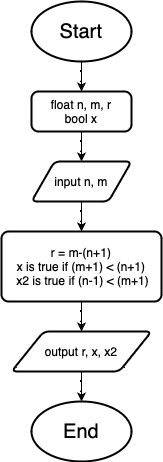 Start
float n, m, r
bool x
input n, m
r = m-(n+1)
x is true if (m+1) < (n+1)
x2 is true if (n-1) < (m+1)
output r, x, x2
End